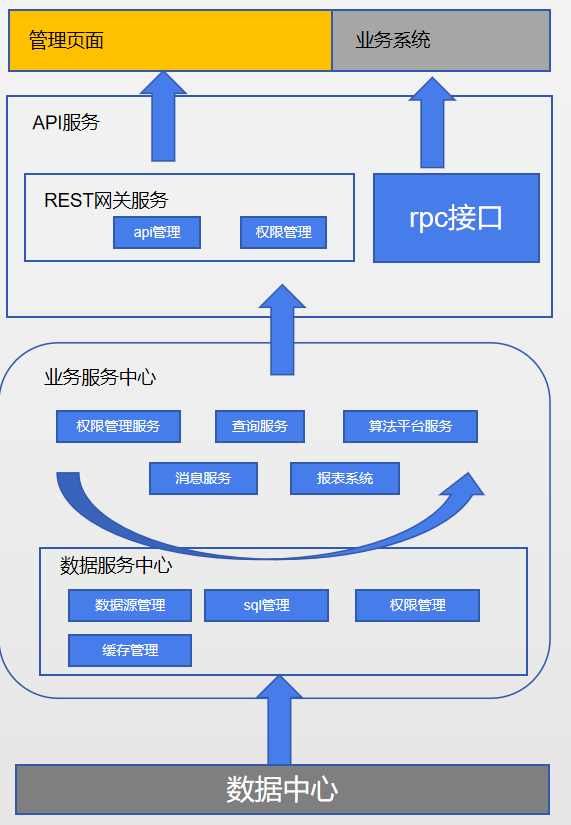 管理页面
业务系统
API服务
REST网关服务
api管理
权限管理
rpc接口
业务服务中心
权限管理服务
查询服务
算法平台服务
消息服务
报表系统
数据服务中心
数据源管理
sql管理
权限管理
缓存管理
数据中心